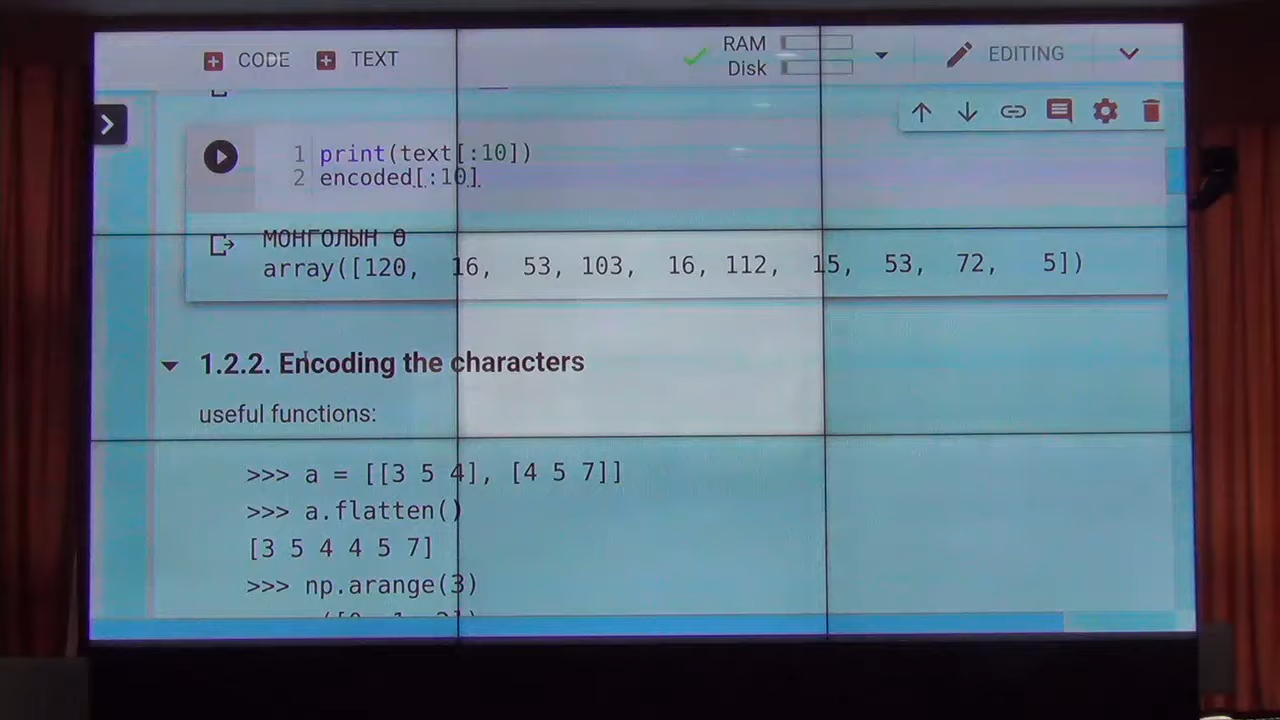 CODE TEXT RAM Disk EDITING
1 print(text[:10])
2 encoded[:10]
МОНГОЛЫН Ө
array([120, 16, 53, 103, 16, 112, 15, 53, 72, 5])
1.2.2. Encoding the characters
useful functions:
>>> a = [[3 5 4], [4 5 7]]
>>> a.flatten()
[3 5 4 4 5 7]
>>> np.arange(3)